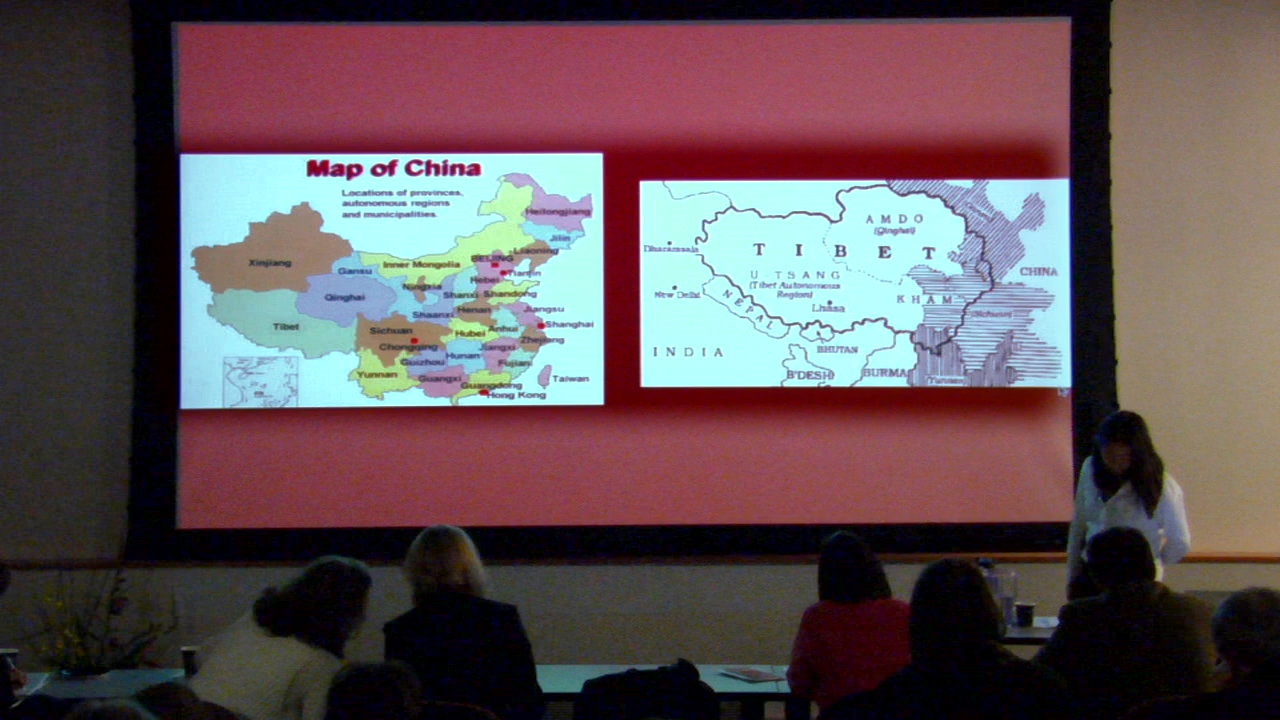 Map of China
Locations of provinces,
autonomous regions
and municipalities.
Heilongjiang
Jilin
Liaoning
Xinjiang
Gansu
Inner Mongolia
BEIJING
Tianjin
Hebei
Ningxia
Qinghai
Shanxi
Shandong
Shaanxi
Henan
Jiangsu
Tibet
Sichuan
Hubei
Anhui
Shanghai
Chongqing
Zhejiang
Jiangxi
Hunan
Guizhou
Fujian
Yunnan
Guangxi
Guangdong
Taiwan
Hong Kong
AMDO
(Qinghai)
Dharamsala
TIBET
U-TSANG
(Tibet Autonomous
Region)
CHINA
New Delhi
KHAM
Lhasa
Sichuan
NEPAL
INDIA
BHUTAN
B'DESH
BURMA
Yunnan